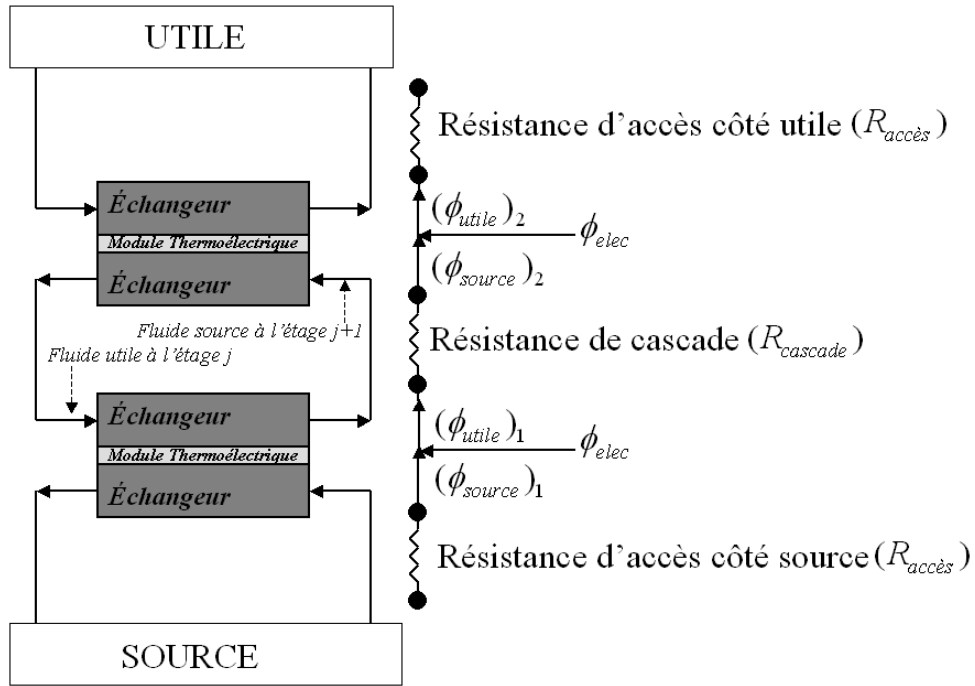 UTILE
Résistance d'accès côté utile (R_accès)
Échangeur
Module Thermoélectrique
Échangeur
(ϕ_utile)_2
ϕ_elec
(ϕ_source)_2
Fluide source à l'étage j+1
Fluide utile à l'étage j
Résistance de cascade (R_cascade)
Échangeur
Module Thermoélectrique
Échangeur
(ϕ_utile)_1
ϕ_elec
(ϕ_source)_1
Résistance d'accès côté source (R_accès)
SOURCE